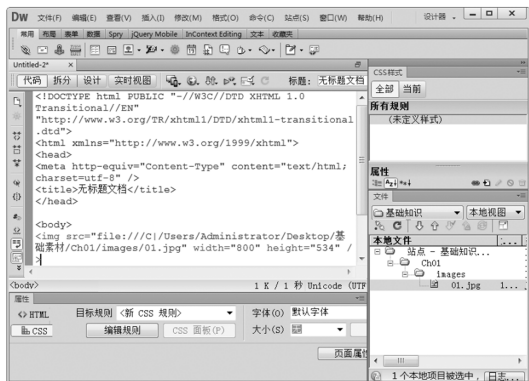 DW 文件(F) 编辑(E) 查看(V) 插入(I) 修改(M) 格式(O) 命令(C) 站点(S) 窗口(W) 帮助(H) 设计器
常用 布局 表单 数据 Spry jQuery Mobile InContext Editing 文本 收藏夹
Untitled-2* ×
代码 拆分 设计 实时视图 标题: 无标题文档
<!DOCTYPE html PUBLIC "-//W3C//DTD XHTML 1.0
Transitional//EN"
"http://www.w3.org/TR/xhtml1/DTD/xhtml1-transitional
.dtd">
<html xmlns="http://www.w3.org/1999/xhtml">
<head>
<meta http-equiv="Content-Type" content="text/html;
charset=utf-8" />
<title>无标题文档</title>
</head>
<body>
<img src="file:///C|/Users/Administrator/Desktop/基
础素材/Ch01/images/01.jpg" width="800" height="534" /
>
<body> 1 K / 1 秒 Unicode (UTF
属性
<> HTML 目标规则 <新 CSS 规则> 字体(O) 默认字体
CSS 编辑规则 CSS 面板(P) 大小(S)
页面属性
CSS样式
全部 当前
所有规则
(未定义样式)
属性
文件
基础知识 本地视图
本地文件
站点 - 基础知识...
Ch01
images
01.jpg 1...
1 个本地项目被选中, 日志...